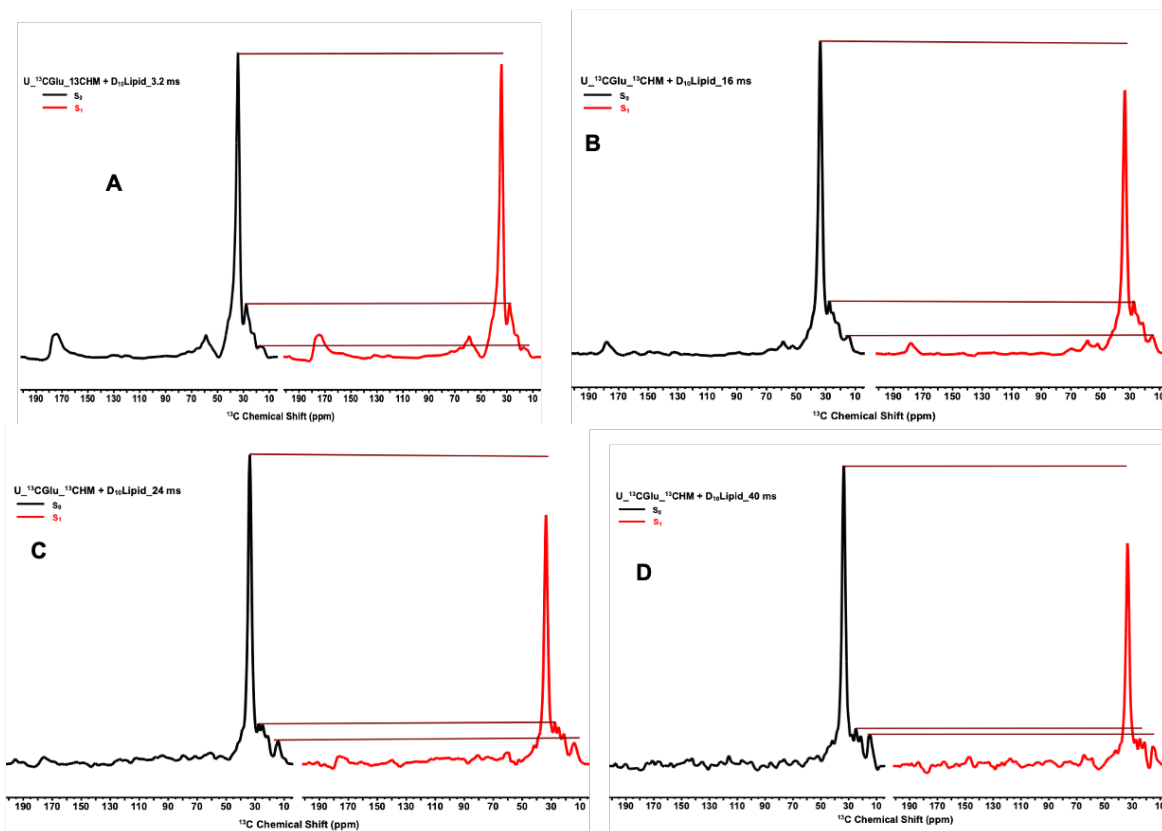 U_¹³CGlu_13CHM + D₁₀Lipid_3.2 ms
S₀
S₁
A
190 170 150 130 110 90 70 50 30 10 190 170 150 130 110 90 70 50 30 10
¹³C Chemical Shift (ppm)
U_¹³CGlu_¹³CHM + D₁₀Lipid_16 ms
S₀
S₁
B
190 170 150 130 110 90 70 50 30 10 190 170 150 130 110 90 70 50 30 10
¹³C Chemical Shift (ppm)
U_¹³CGlu_¹³CHM + D₁₀Lipid_24 ms
S₀
S₁
C
190 170 150 130 110 90 70 50 30 10 190 170 150 130 110 90 70 50 30 10
¹³C Chemical Shift (ppm)
U_¹³CGlu_¹³CHM + D₁₀Lipid_40 ms
S₀
S₁
D
190 170 150 130 110 90 70 50 30 10 190 170 150 130 110 90 70 50 30 10
¹³C Chemical Shift (ppm)